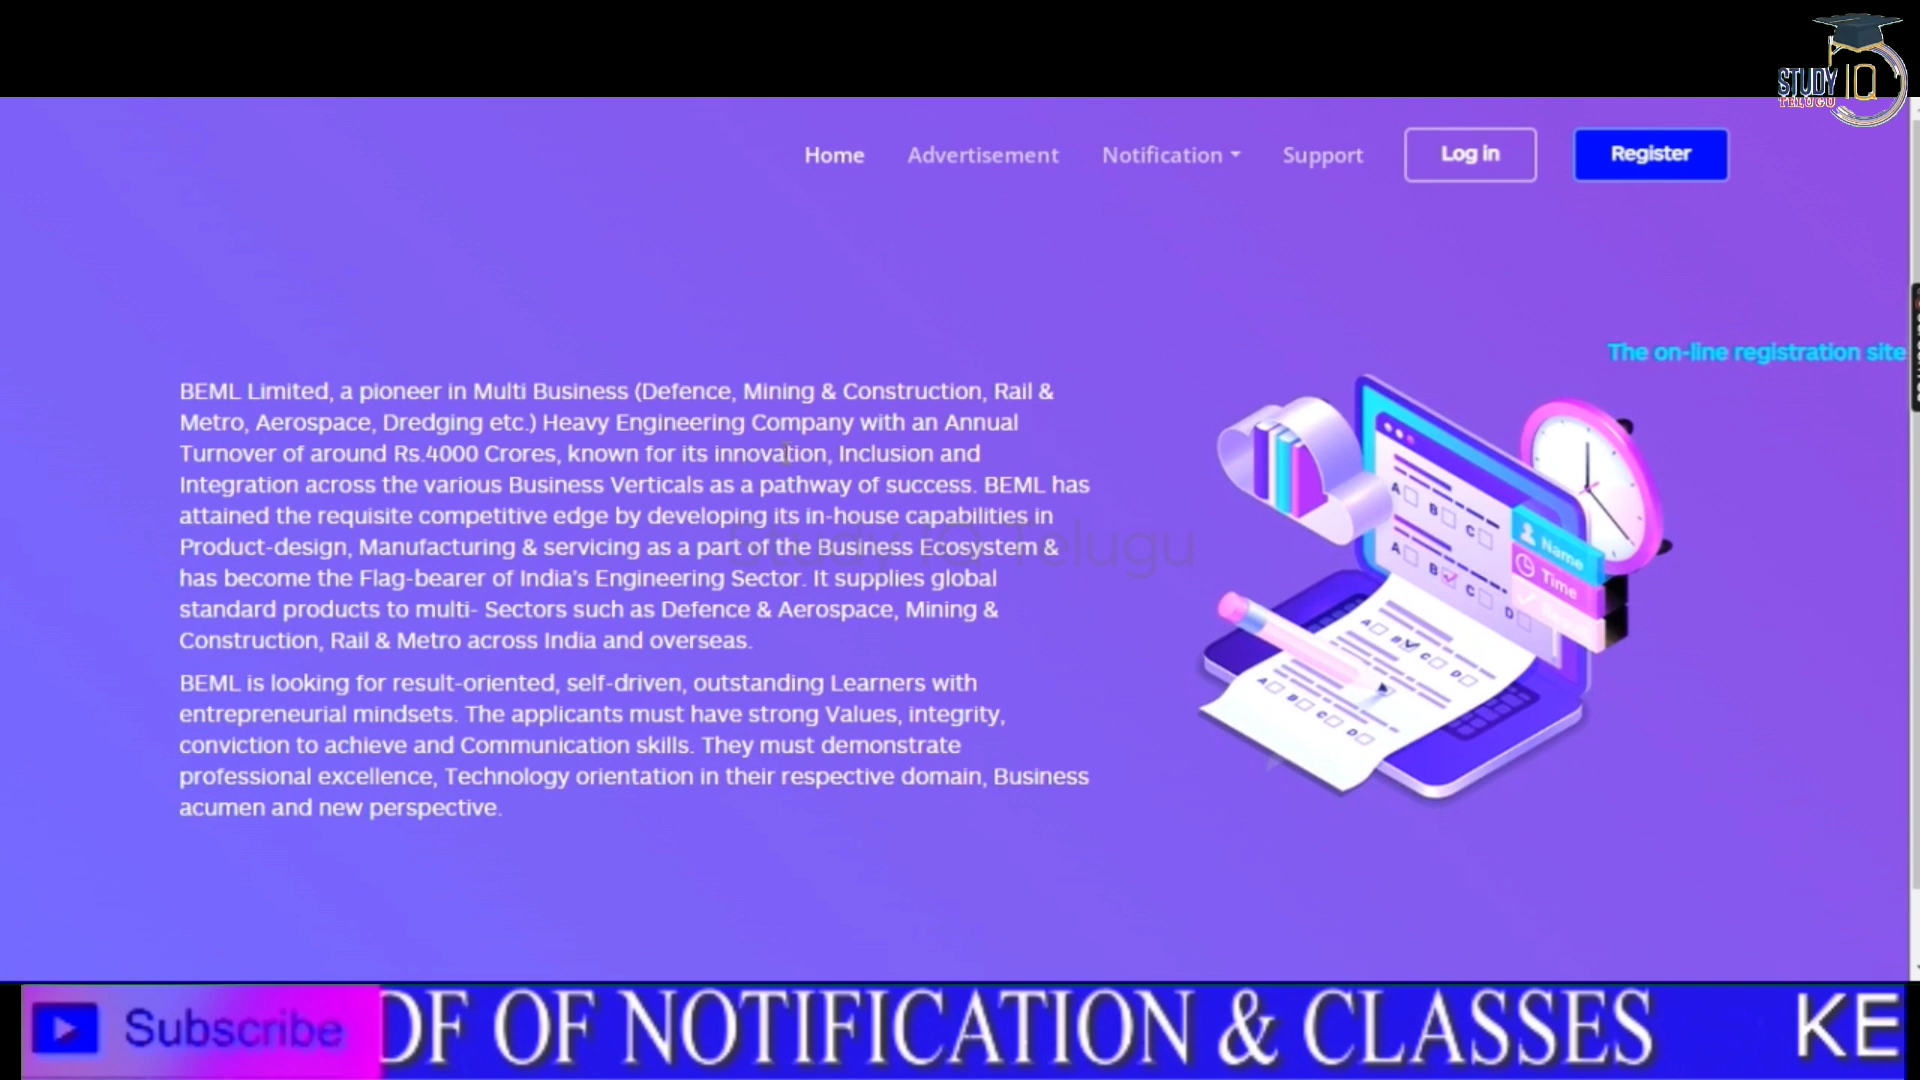 STUDY IQ
TELUGU
Home Advertisement Notification Support Log in Register
The on-line registration site
BEML Limited, a pioneer in Multi Business (Defence, Mining & Construction, Rail &
Metro, Aerospace, Dredging etc.) Heavy Engineering Company with an Annual
Turnover of around Rs.4000 Crores, known for its innovation, Inclusion and
Integration across the various Business Verticals as a pathway of success. BEML has
attained the requisite competitive edge by developing its in-house capabilities in
Product-design, Manufacturing & servicing as a part of the Business Ecosystem &
has become the Flag-bearer of India's Engineering Sector. It supplies global
standard products to multi- Sectors such as Defence & Aerospace, Mining &
Construction, Rail & Metro across India and overseas.
BEML is looking for result-oriented, self-driven, outstanding Learners with
entrepreneurial mindsets. The applicants must have strong Values, integrity,
conviction to achieve and Communication skills. They must demonstrate
professional excellence, Technology orientation in their respective domain, Business
acumen and new perspective.
Study IQ Telugu
A B C
A B C D
Name
Time
A B C D
A B C D
Subscribe
DF OF NOTIFICATION & CLASSES KE